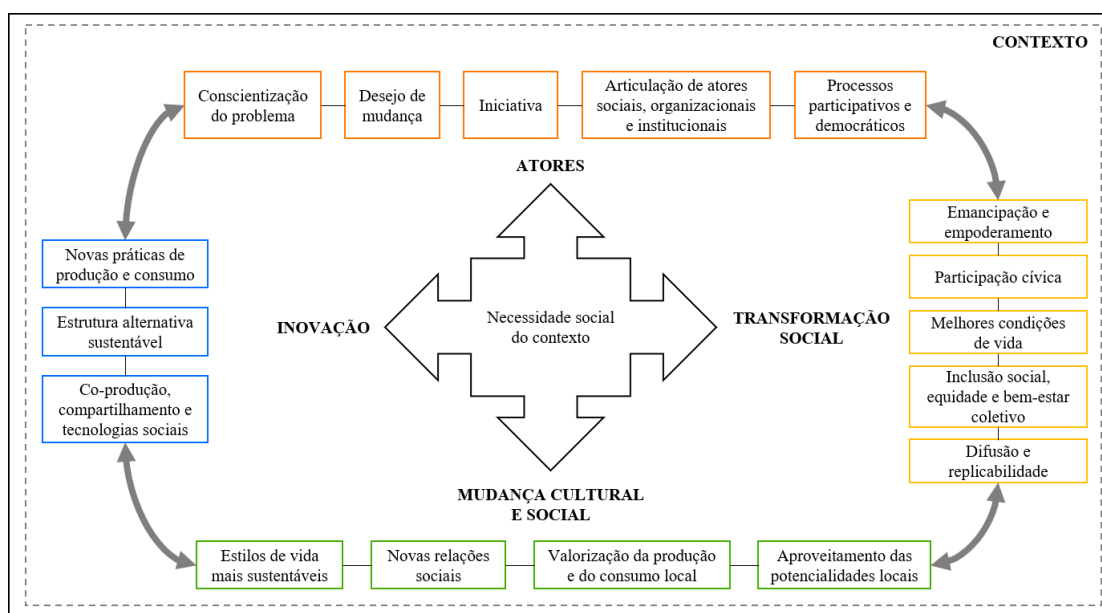 CONTEXTO
Conscientização
do problema
Desejo de
mudança
Iniciativa
Articulação de atores
sociais, organizacionais
e institucionais
Processos
participativos e
democráticos
ATORES
Novas práticas de
produção e consumo
Estrutura alternativa
sustentável
Co-produção,
compartilhamento e
tecnologias sociais
INOVAÇÃO
Necessidade social
do contexto
TRANSFORMAÇÃO
SOCIAL
Emancipação e
empoderamento
Participação cívica
Melhores condições
de vida
Inclusão social,
equidade e bem-estar
coletivo
Difusão e
replicabilidade
MUDANÇA CULTURAL
E SOCIAL
Estilos de vida
mais sustentáveis
Novas relações
sociais
Valorização da produção
e do consumo local
Aproveitamento das
potencialidades locais